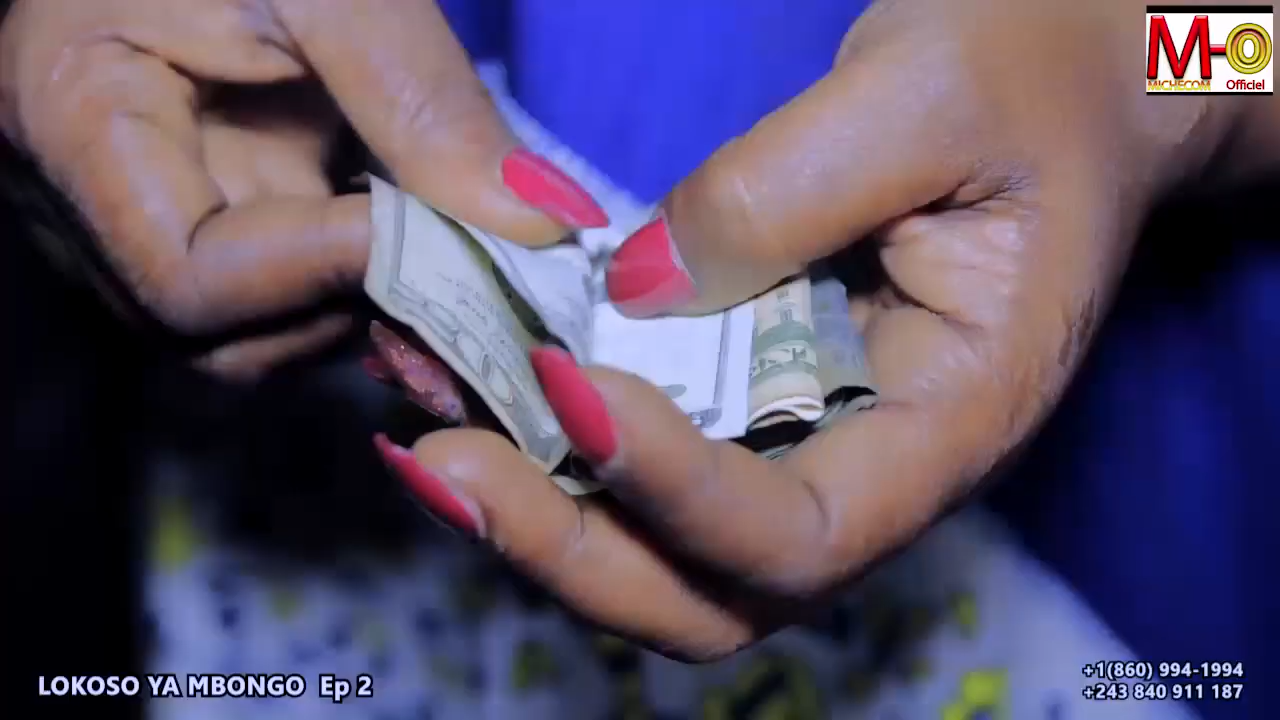 M-O
MICHECOM Officiel
LOKOSO YA MBONGO Ep 2
+1(860) 994-1994
+243 840 911 187